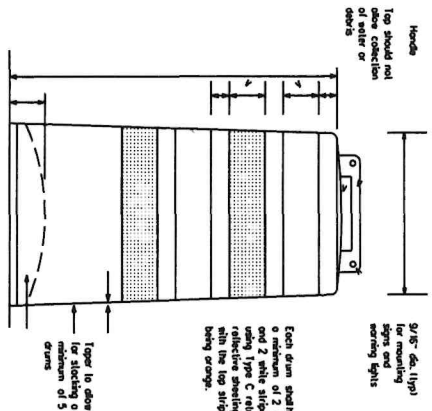 Handle
Top should not
allow collection
of water or
debris
9/16" dia. (typ)
for mounting
signs and
warning lights
Each drum shall
a minimum of 2
and 2 white strip
using Type C ret
reflective sheeting
with the top strip
being orange.
Taper to allow
for stacking a
minimum of 5
drums